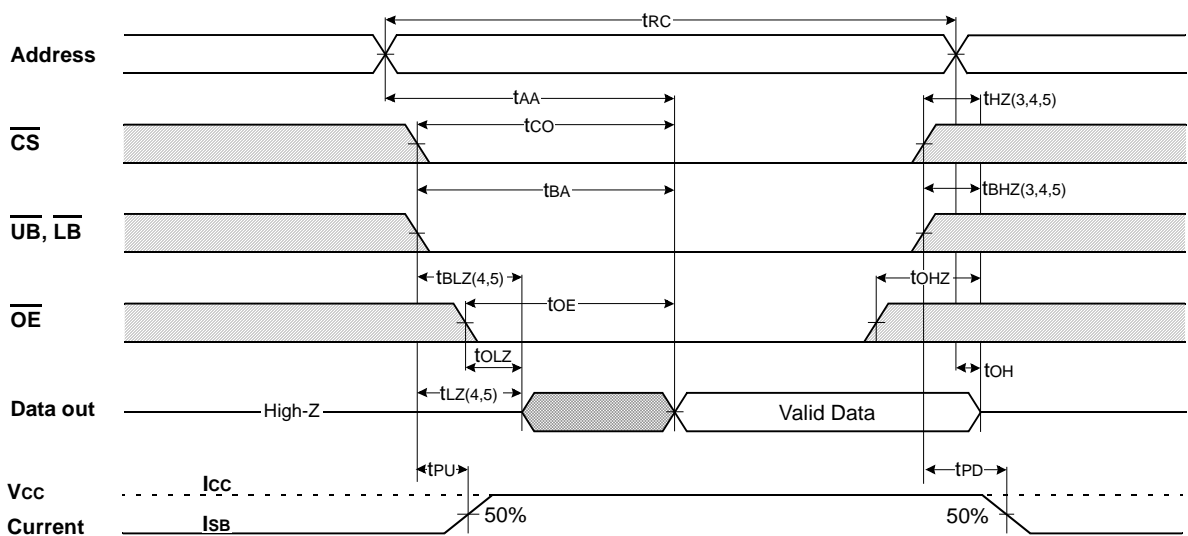 tRC
Address
tAA
tHZ(3,4,5)
CS
tCO
tBA
tBHZ(3,4,5)
UB, LB
tBLZ(4,5)
tOHZ
OE
tOE
tOLZ
tOH
tLZ(4,5)
Data out
High-Z
Valid Data
tPU
tPD
VCC
ICC
50%
50%
Current
ISB